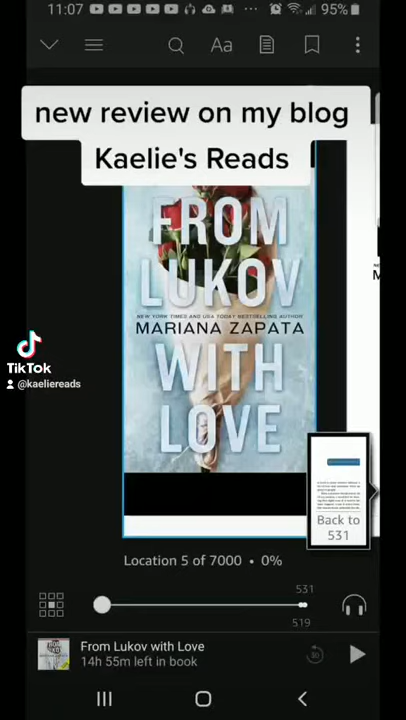 11:07
95%
Aa
new review on my blog
Kaelie's Reads
FROM
LUKOV
NEW YORK TIMES AND USA TODAY BESTSELLING AUTHOR
MARIANA ZAPATA
WITH
LOVE
TikTok
@kaeliereads
Back to
531
Location 5 of 7000 • 0%
531
519
From Lukov with Love
14h 55m left in book